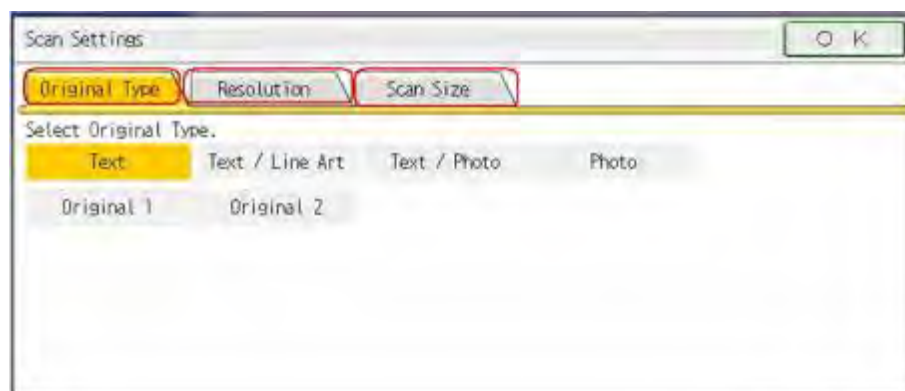 Scan Settings
O K
Original Type
Resolution
Scan Size
Select Original Type.
Text
Text / Line Art
Text / Photo
Photo
Original 1
Original 2